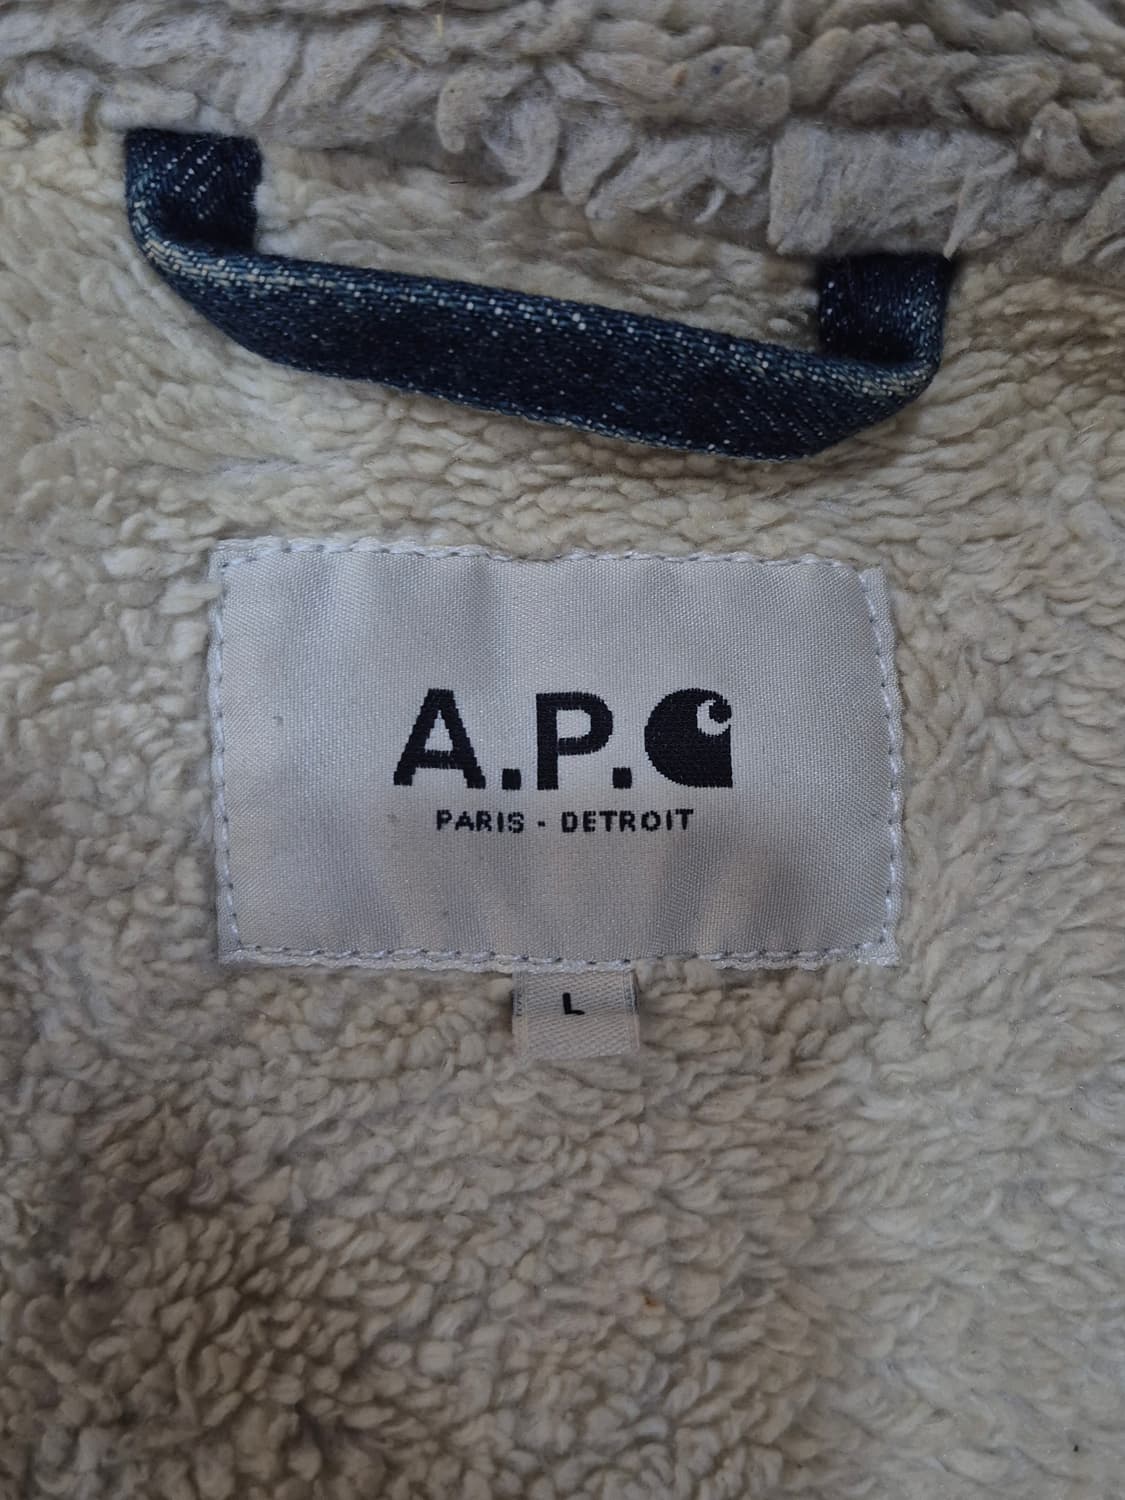 A.P.C
PARIS - DETROIT
L